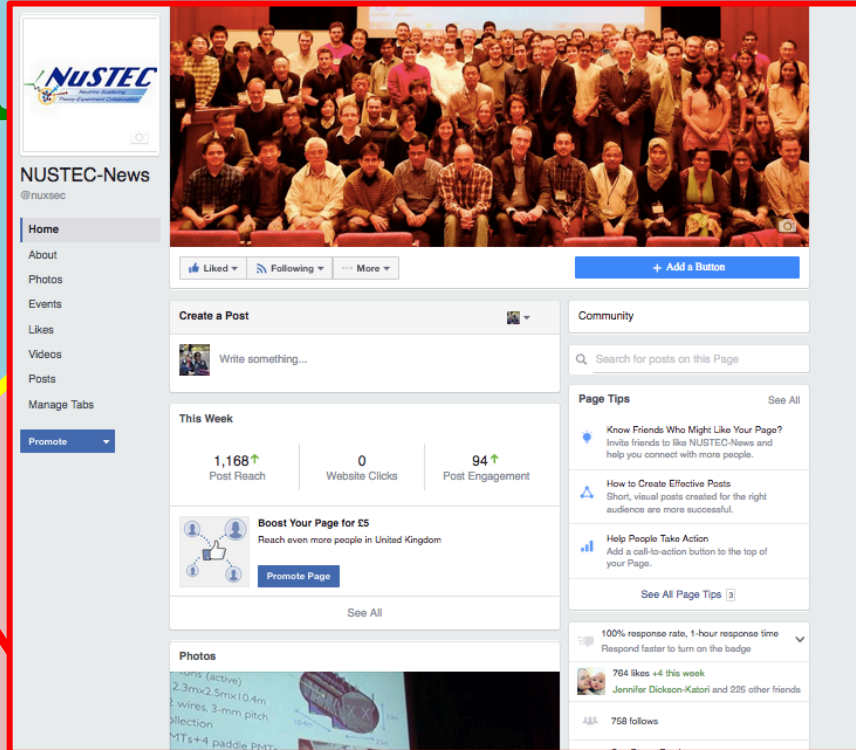 NuSTEC
Neutrino Scattering
Theory-Experiment Collaboration
NUSTEC-News
@nuxsec
Home
About
Photos
Events
Likes
Videos
Posts
Manage Tabs
Promote
Liked
Following
··· More
+ Add a Button
Create a Post
Write something...
This Week
1,168
Post Reach
0
Website Clicks
94
Post Engagement
Boost Your Page for £5
Reach even more people in United Kingdom
Promote Page
See All
Photos
(active)
2.3mx2.5mx10.4m
wires, 3-mm pitch
MTs+4 paddle PMTs
10.4m
Community
Search for posts on this Page
Page Tips
See All
Know Friends Who Might Like Your Page?
Invite friends to like NUSTEC-News and
help you connect with more people.
How to Create Effective Posts
Short, visual posts created for the right
audience are more successful.
Help People Take Action
Add a call-to-action button to the top of
your Page.
See All Page Tips 3
100% response rate, 1-hour response time
Respond faster to turn on the badge
764 likes +4 this week
Jennifer Dickson-Katori and 225 other friends
758 follows